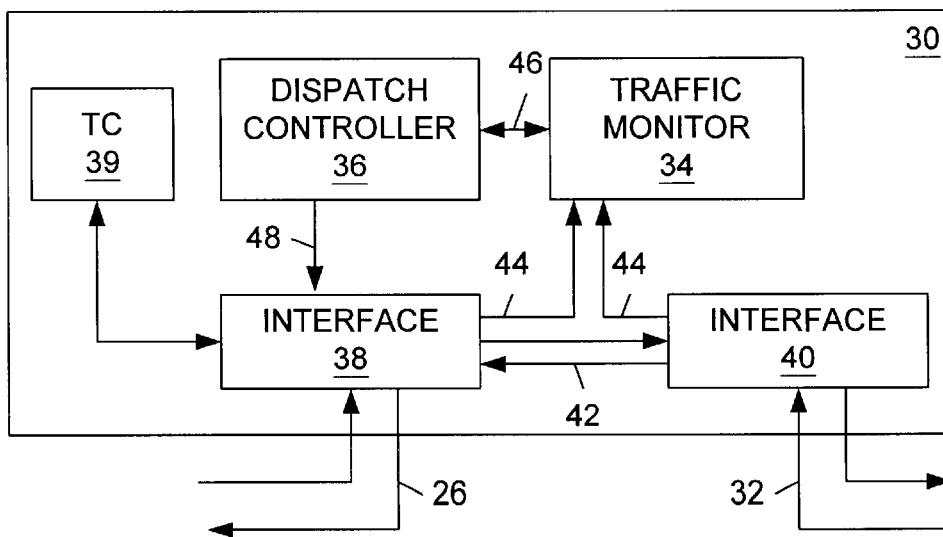 30
46
DISPATCH
CONTROLLER
36
TRAFFIC
MONITOR
34
TC
39
48
44
44
INTERFACE
38
INTERFACE
40
42
26
32